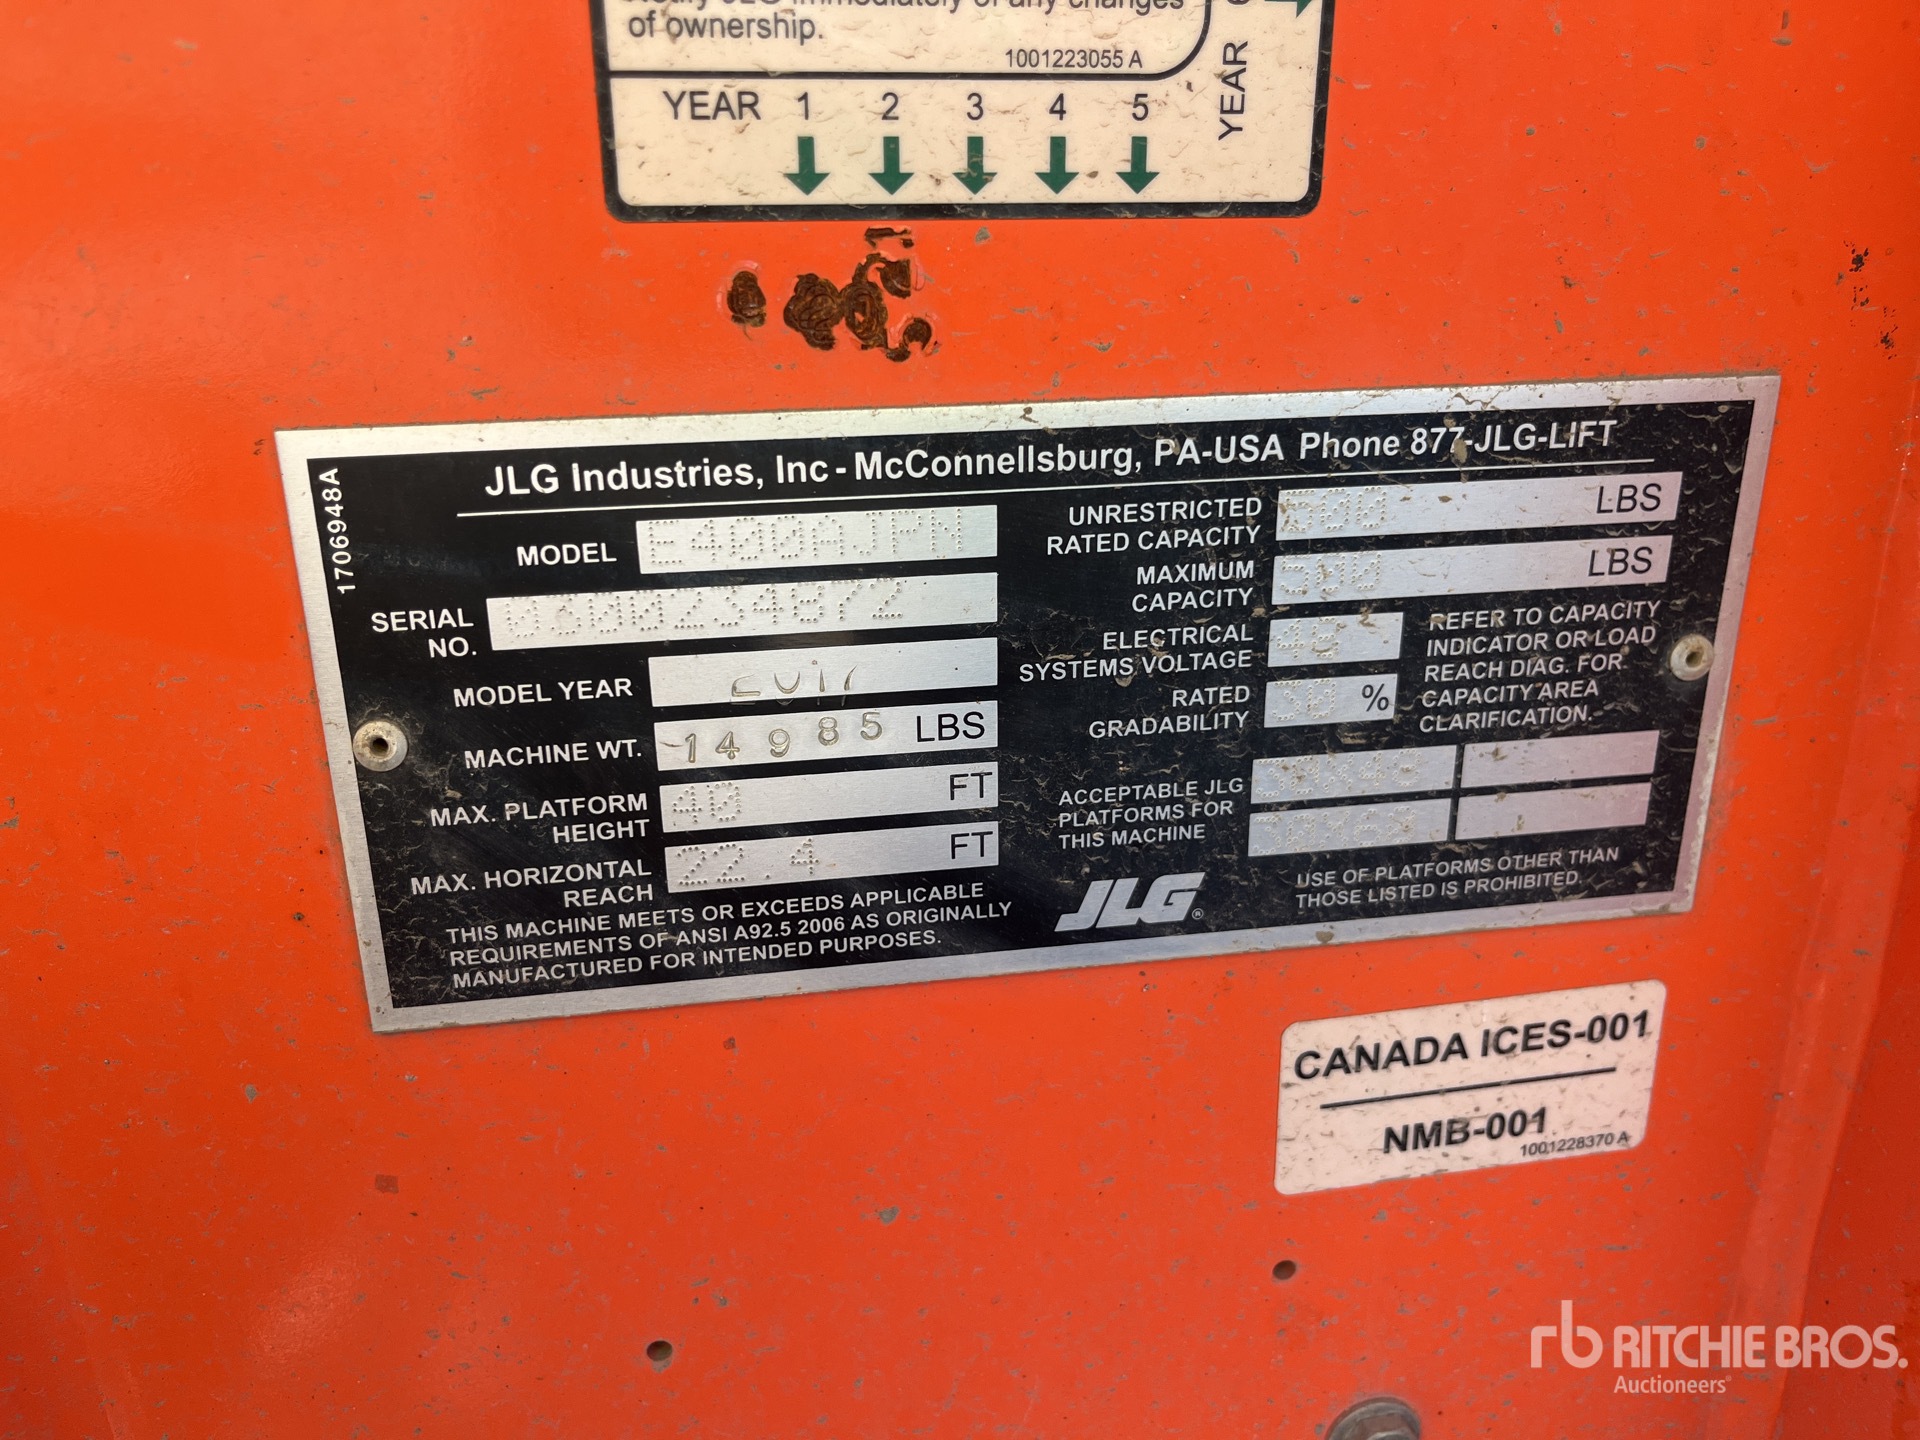 of ownership.
1001223055 A
YEAR 1 2 3 4 5
YEAR
1706948A
JLG Industries, Inc - McConnellsburg, PA-USA Phone 877-JLG-LIFT
MODEL E400AJPN
SERIAL NO. 0300234872
MODEL YEAR
MACHINE WT. 14985 LBS
MAX. PLATFORM HEIGHT 40 FT
MAX. HORIZONTAL REACH 22.4 FT
THIS MACHINE MEETS OR EXCEEDS APPLICABLE
REQUIREMENTS OF ANSI A92.5 2006 AS ORIGINALLY
MANUFACTURED FOR INTENDED PURPOSES.
UNRESTRICTED RATED CAPACITY 500 LBS
MAXIMUM CAPACITY 500 LBS
ELECTRICAL SYSTEMS VOLTAGE 48
RATED GRADABILITY 30 %
REFER TO CAPACITY
INDICATOR OR LOAD
REACH DIAG. FOR
CAPACITY AREA
CLARIFICATION.
ACCEPTABLE JLG
PLATFORMS FOR
THIS MACHINE
30X48
30X60
JLG®
USE OF PLATFORMS OTHER THAN
THOSE LISTED IS PROHIBITED.
CANADA ICES-001
NMB-001
1001228370 A
rb RITCHIE BROS.
Auctioneers